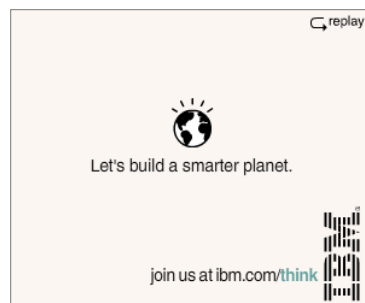 replay
Let's build a smarter planet.
join us at ibm.com/think
IBM®